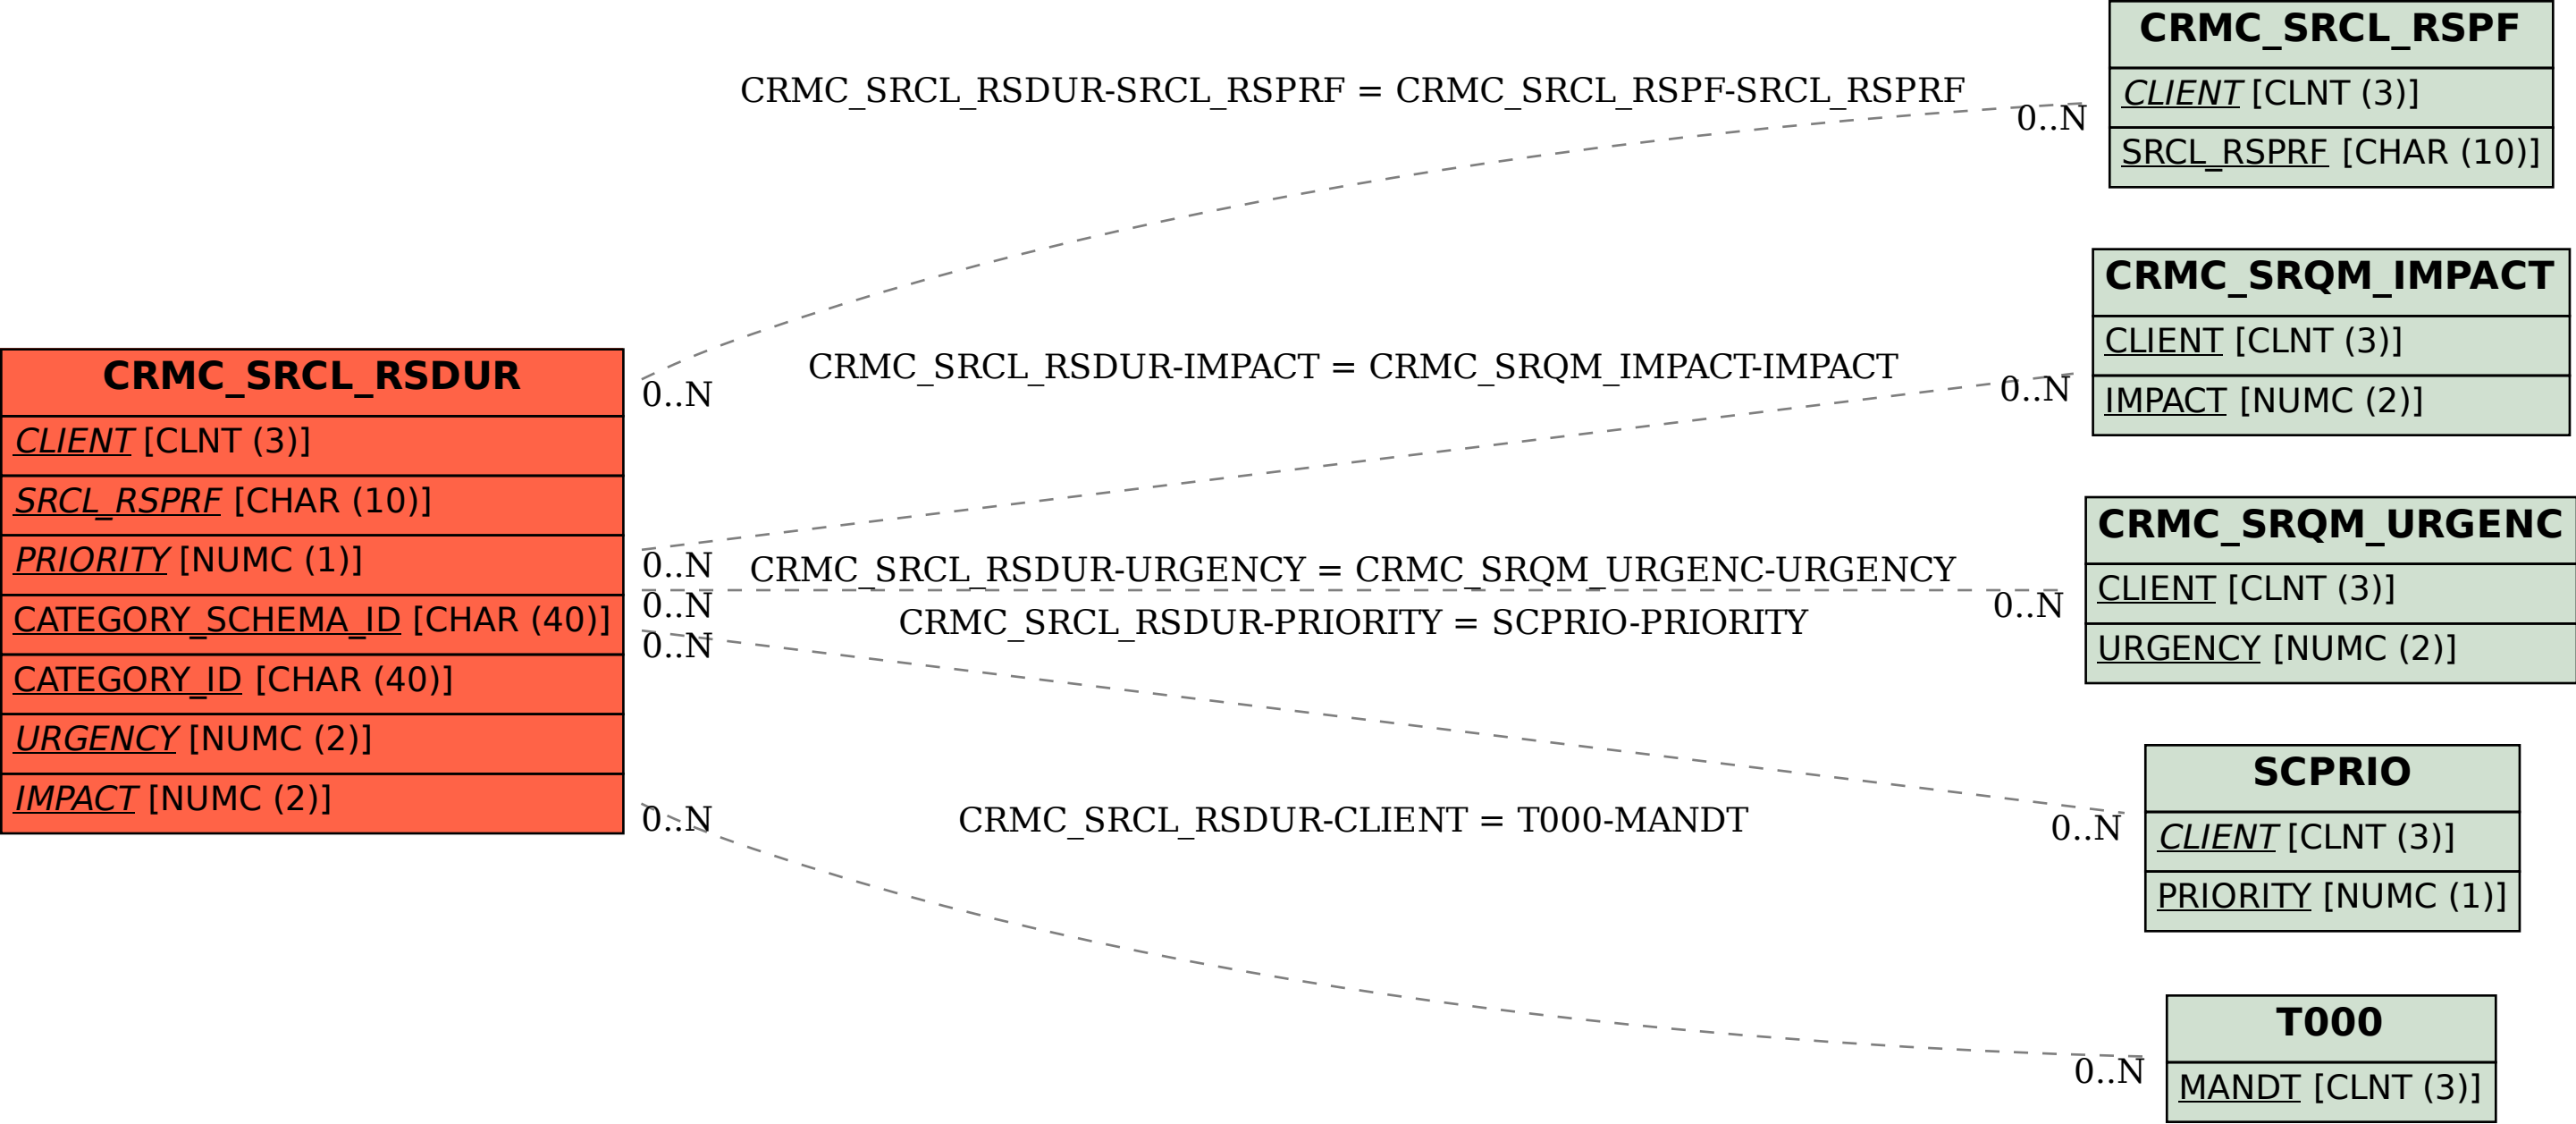 CRMC_SRCL_RSDUR
CLIENT [CLNT (3)]
SRCL_RSPRF [CHAR (10)]
PRIORITY [NUMC (1)]
CATEGORY_SCHEMA_ID [CHAR (40)]
CATEGORY_ID [CHAR (40)]
URGENCY [NUMC (2)]
IMPACT [NUMC (2)]
CRMC_SRCL_RSDUR-SRCL_RSPRF = CRMC_SRCL_RSPF-SRCL_RSPRF
0..N
0..N
CRMC_SRCL_RSDUR-IMPACT = CRMC_SRQM_IMPACT-IMPACT
0..N
0..N
CRMC_SRCL_RSDUR-URGENCY = CRMC_SRQM_URGENC-URGENCY
0..N
0..N
CRMC_SRCL_RSDUR-PRIORITY = SCPRIO-PRIORITY
0..N
0..N
CRMC_SRCL_RSDUR-CLIENT = T000-MANDT
0..N
0..N
CRMC_SRCL_RSPF
CLIENT [CLNT (3)]
SRCL_RSPRF [CHAR (10)]
CRMC_SRQM_IMPACT
CLIENT [CLNT (3)]
IMPACT [NUMC (2)]
CRMC_SRQM_URGENC
CLIENT [CLNT (3)]
URGENCY [NUMC (2)]
SCPRIO
CLIENT [CLNT (3)]
PRIORITY [NUMC (1)]
T000
MANDT [CLNT (3)]